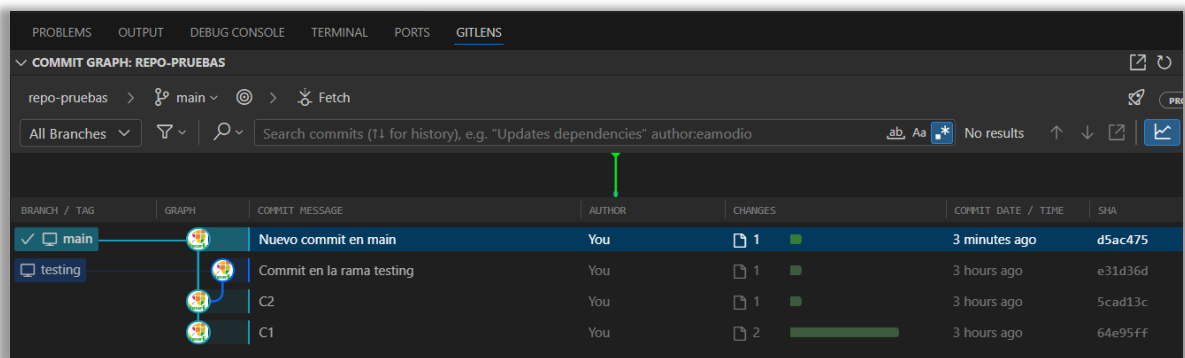 PROBLEMS OUTPUT DEBUG CONSOLE TERMINAL PORTS GITLENS
COMMIT GRAPH: REPO-PRUEBAS
repo-pruebas > main > Fetch
All Branches Search commits (↑↓ for history), e.g. "Updates dependencies" author:eamodio ab, Aa .* No results
BRANCH / TAG GRAPH COMMIT MESSAGE AUTHOR CHANGES COMMIT DATE / TIME SHA
main Nuevo commit en main You 1 3 minutes ago d5ac475
testing Commit en la rama testing You 1 3 hours ago e31d36d
C2 You 1 3 hours ago 5cad13c
C1 You 2 3 hours ago 64e95ff